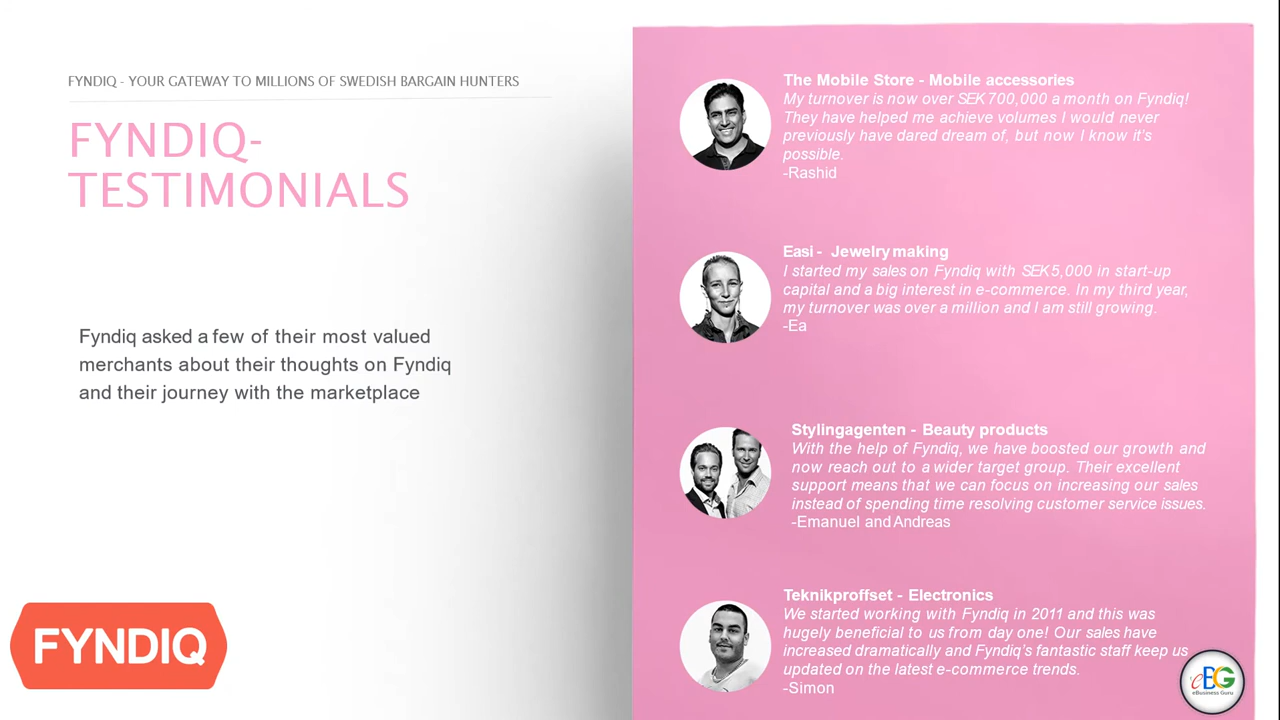 FYNDIQ - YOUR GATEWAY TO MILLIONS OF SWEDISH BARGAIN HUNTERS
FYNDIQ-
TESTIMONIALS
Fyndiq asked a few of their most valued
merchants about their thoughts on Fyndiq
and their journey with the marketplace
FYNDIQ
The Mobile Store - Mobile accessories
My turnover is now over SEK 700,000 a month on Fyndiq!
They have helped me achieve volumes I would never
previously have dared dream of, but now I know it's
possible.
-Rashid
Easi - Jewelry making
I started my sales on Fyndiq with SEK 5,000 in start-up
capital and a big interest in e-commerce. In my third year,
my turnover was over a million and I am still growing.
-Ea
Stylingagenten - Beauty products
With the help of Fyndiq, we have boosted our growth and
now reach out to a wider target group. Their excellent
support means that we can focus on increasing our sales
instead of spending time resolving customer service issues.
-Emanuel and Andreas
Teknikproffset - Electronics
We started working with Fyndiq in 2011 and this was
hugely beneficial to us from day one! Our sales have
increased dramatically and Fyndiq's fantastic staff keep us
updated on the latest e-commerce trends.
-Simon
eBG
eBusiness Guru